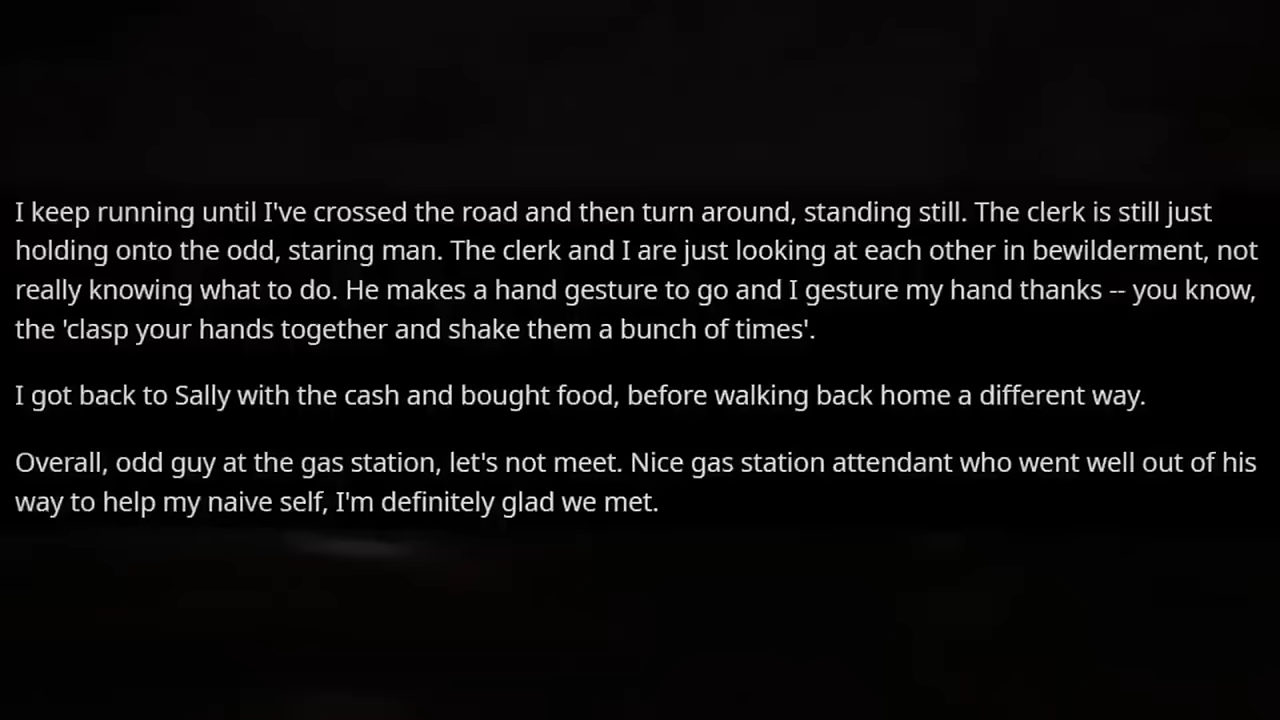 I keep running until I've crossed the road and then turn around, standing still. The clerk is still just
holding onto the odd, staring man. The clerk and I are just looking at each other in bewilderment, not
really knowing what to do. He makes a hand gesture to go and I gesture my hand thanks -- you know,
the 'clasp your hands together and shake them a bunch of times'.
I got back to Sally with the cash and bought food, before walking back home a different way.
Overall, odd guy at the gas station, let's not meet. Nice gas station attendant who went well out of his
way to help my naive self, I'm definitely glad we met.